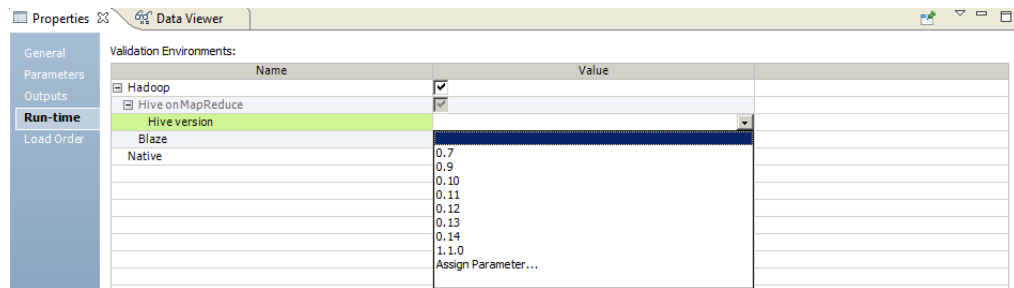 Properties Data Viewer
General
Parameters
Outputs
Run-time
Load Order
Validation Environments:
Name Value
Hadoop
Hive on MapReduce
Hive version
Blaze
Native
0.7
0.9
0.10
0.11
0.12
0.13
0.14
1.1.0
Assign Parameter...